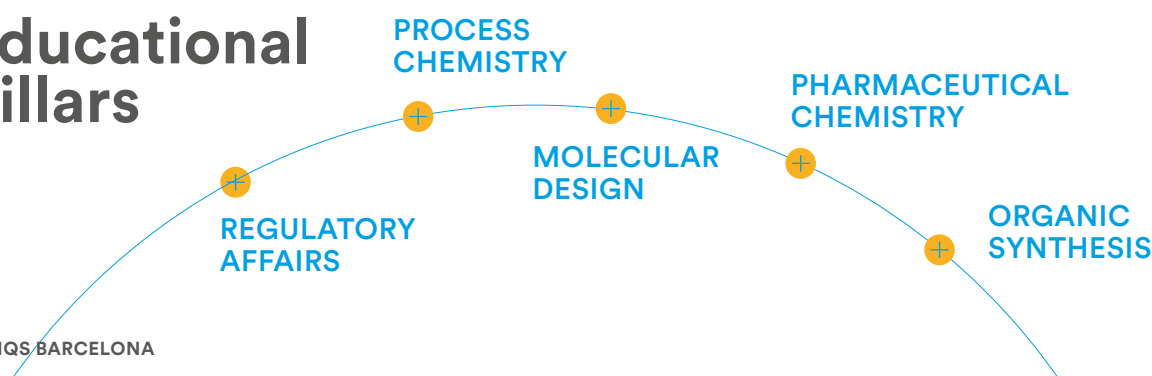 ducational
illars
PROCESS
CHEMISTRY
PHARMACEUTICAL
CHEMISTRY
MOLECULAR
DESIGN
REGULATORY
AFFAIRS
ORGANIC
SYNTHESIS
IQS BARCELONA